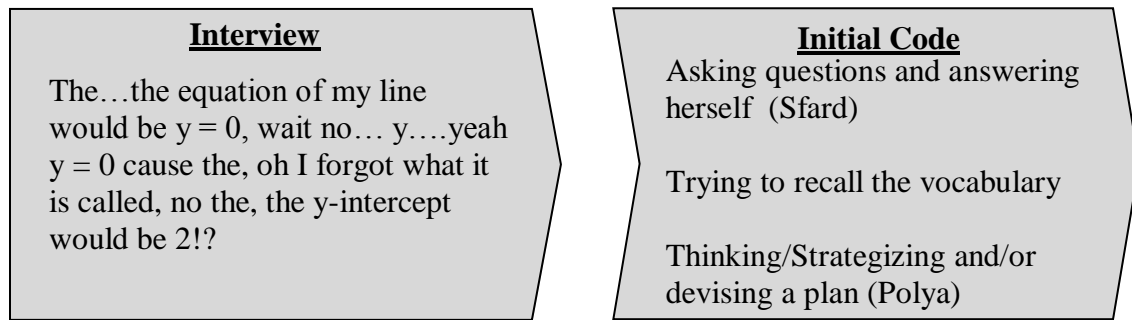 Interview
The…the equation of my line
would be y = 0, wait no… y….yeah
y = 0 cause the, oh I forgot what it
is called, no the, the y-intercept
would be 2!?
Initial Code
Asking questions and answering
herself (Sfard)
Trying to recall the vocabulary
Thinking/Strategizing and/or
devising a plan (Polya)